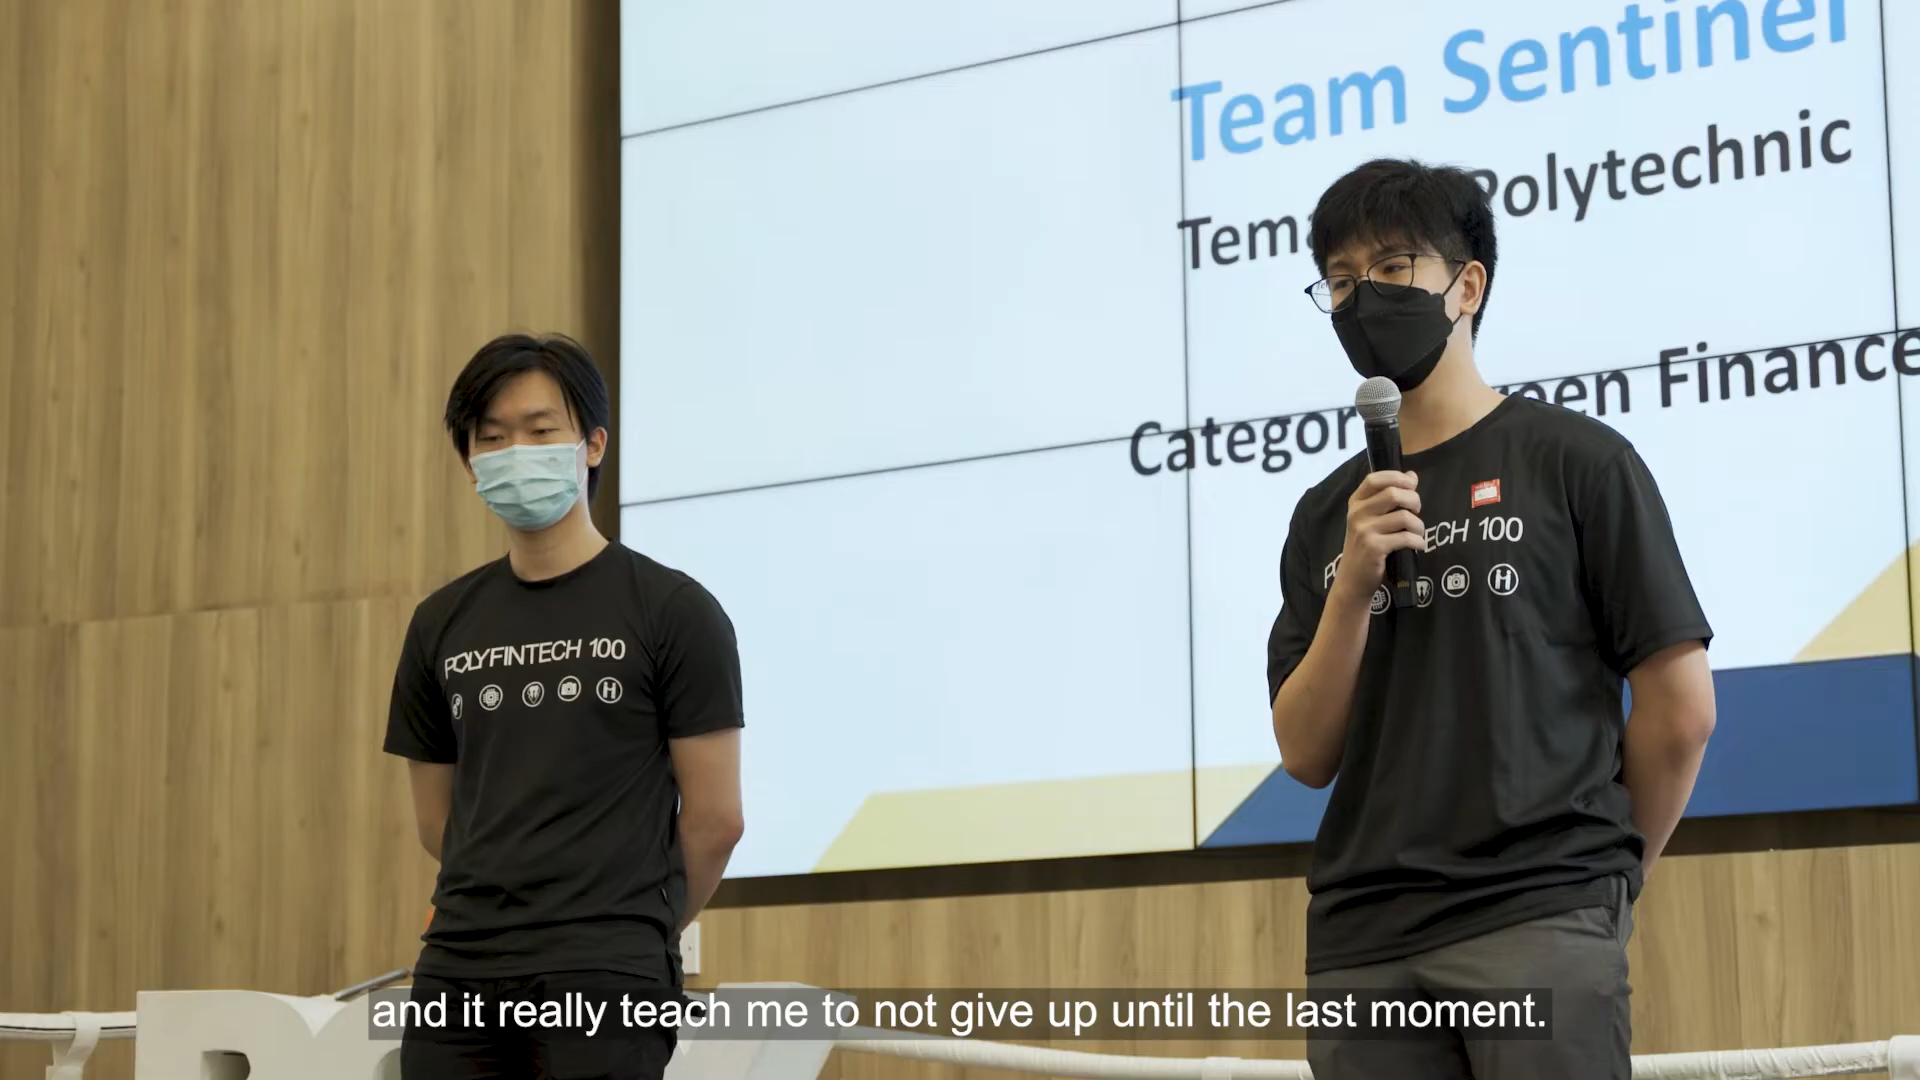 Team Sentinel
Tema Polytechnic
Categor een Finance
POLYFINTECH 100
ECH 100
and it really teach me to not give up until the last moment.